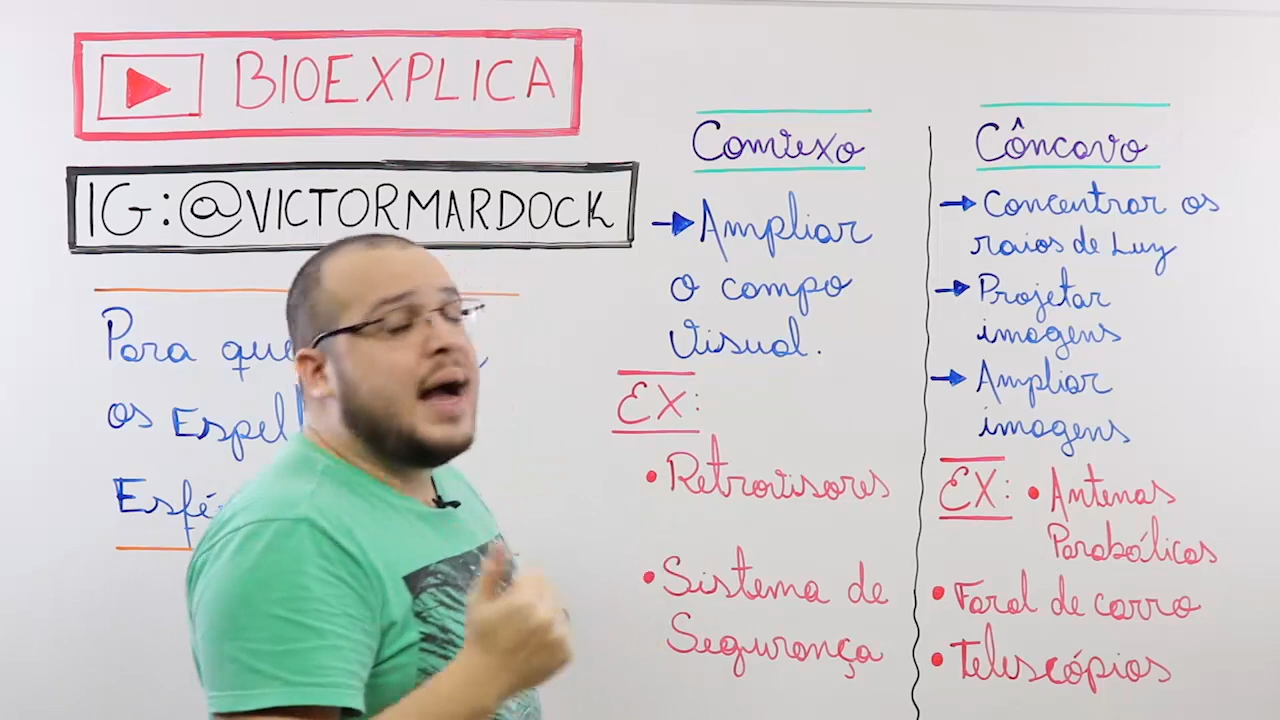 BIOEXPLICA
IG:@VICTORMARDOCK
Para que
os Espel
Esfé
Convexo
Ampliar
o campo
Visual.
EX:
• Retrovisores
• Sistema de
Segurança
Côncavo
Concentrar os
raios de Luz
Projetar
imagens
Ampliar
imagens
EX: • Antenas
Parabólicas
• Farol de carro
• Telescópios